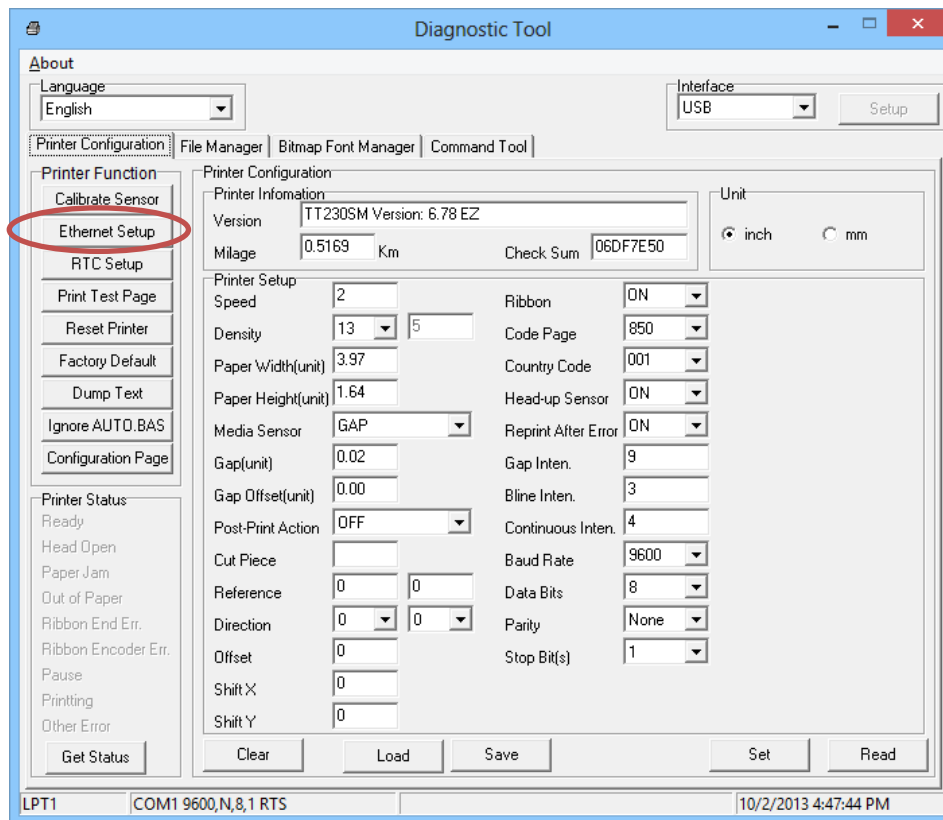 Diagnostic Tool
About
Language
English
Interface
USB
Setup
Printer Configuration
File Manager
Bitmap Font Manager
Command Tool
Printer Function
Calibrate Sensor
Ethernet Setup
RTC Setup
Print Test Page
Reset Printer
Factory Default
Dump Text
Ignore AUTO.BAS
Configuration Page
Printer Status
Ready
Head Open
Paper Jam
Out of Paper
Ribbon End Err.
Ribbon Encoder Err.
Pause
Printting
Other Error
Get Status
Printer Configuration
Printer Infomation
Version TT230SM Version: 6.78 EZ
Milage 0.5169 Km
Check Sum 06DF7E50
Unit
inch mm
Printer Setup
Speed 2
Density 13 5
Paper Width(unit) 3.97
Paper Height(unit) 1.64
Media Sensor GAP
Gap(unit) 0.02
Gap Offset(unit) 0.00
Post-Print Action OFF
Cut Piece
Reference 0 0
Direction 0 0
Offset 0
Shift X 0
Shift Y 0
Ribbon ON
Code Page 850
Country Code 001
Head-up Sensor ON
Reprint After Error ON
Gap Inten. 9
Bline Inten. 3
Continuous Inten. 4
Baud Rate 9600
Data Bits 8
Parity None
Stop Bit(s) 1
Clear Load Save Set Read
LPT1 COM1 9600,N,8,1 RTS 10/2/2013 4:47:44 PM